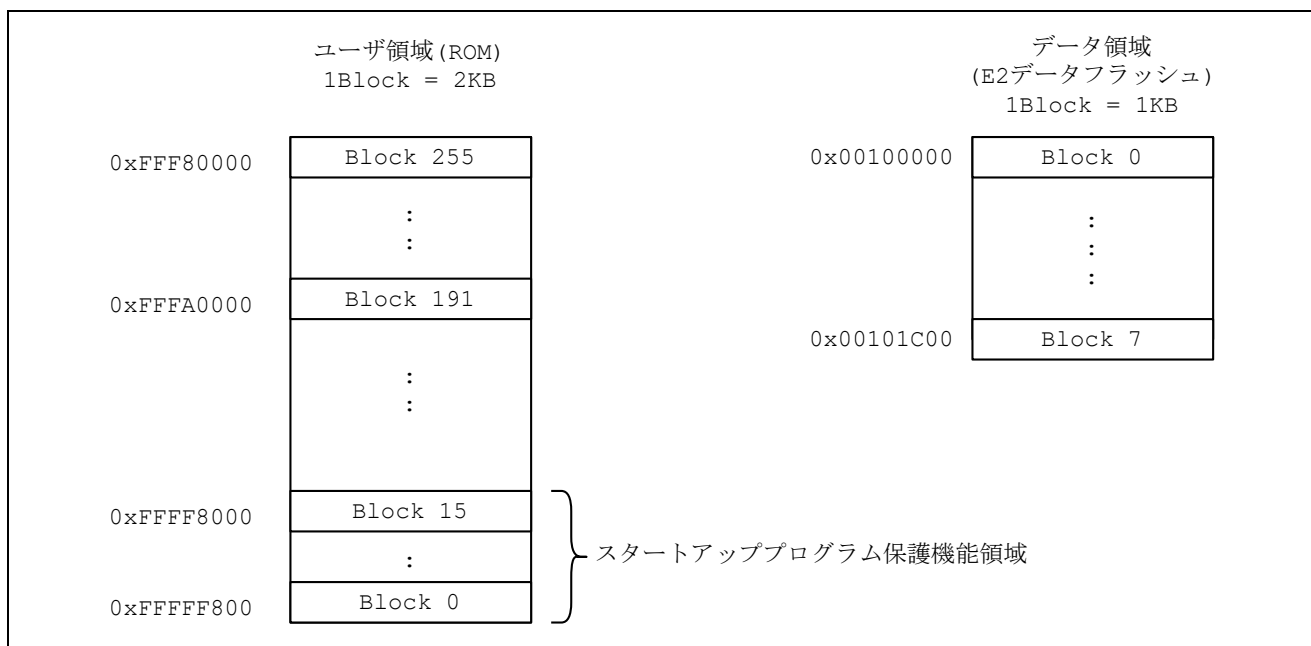 ユーザ領域(ROM)
1Block = 2KB
0xFFF80000
Block 255
:
:
0xFFFA0000
Block 191
:
:
0xFFFF8000
Block 15
:
0xFFFFF800
Block 0
スタートアッププログラム保護機能領域
データ領域
(E2データフラッシュ)
1Block = 1KB
0x00100000
Block 0
:
:
:
0x00101C00
Block 7